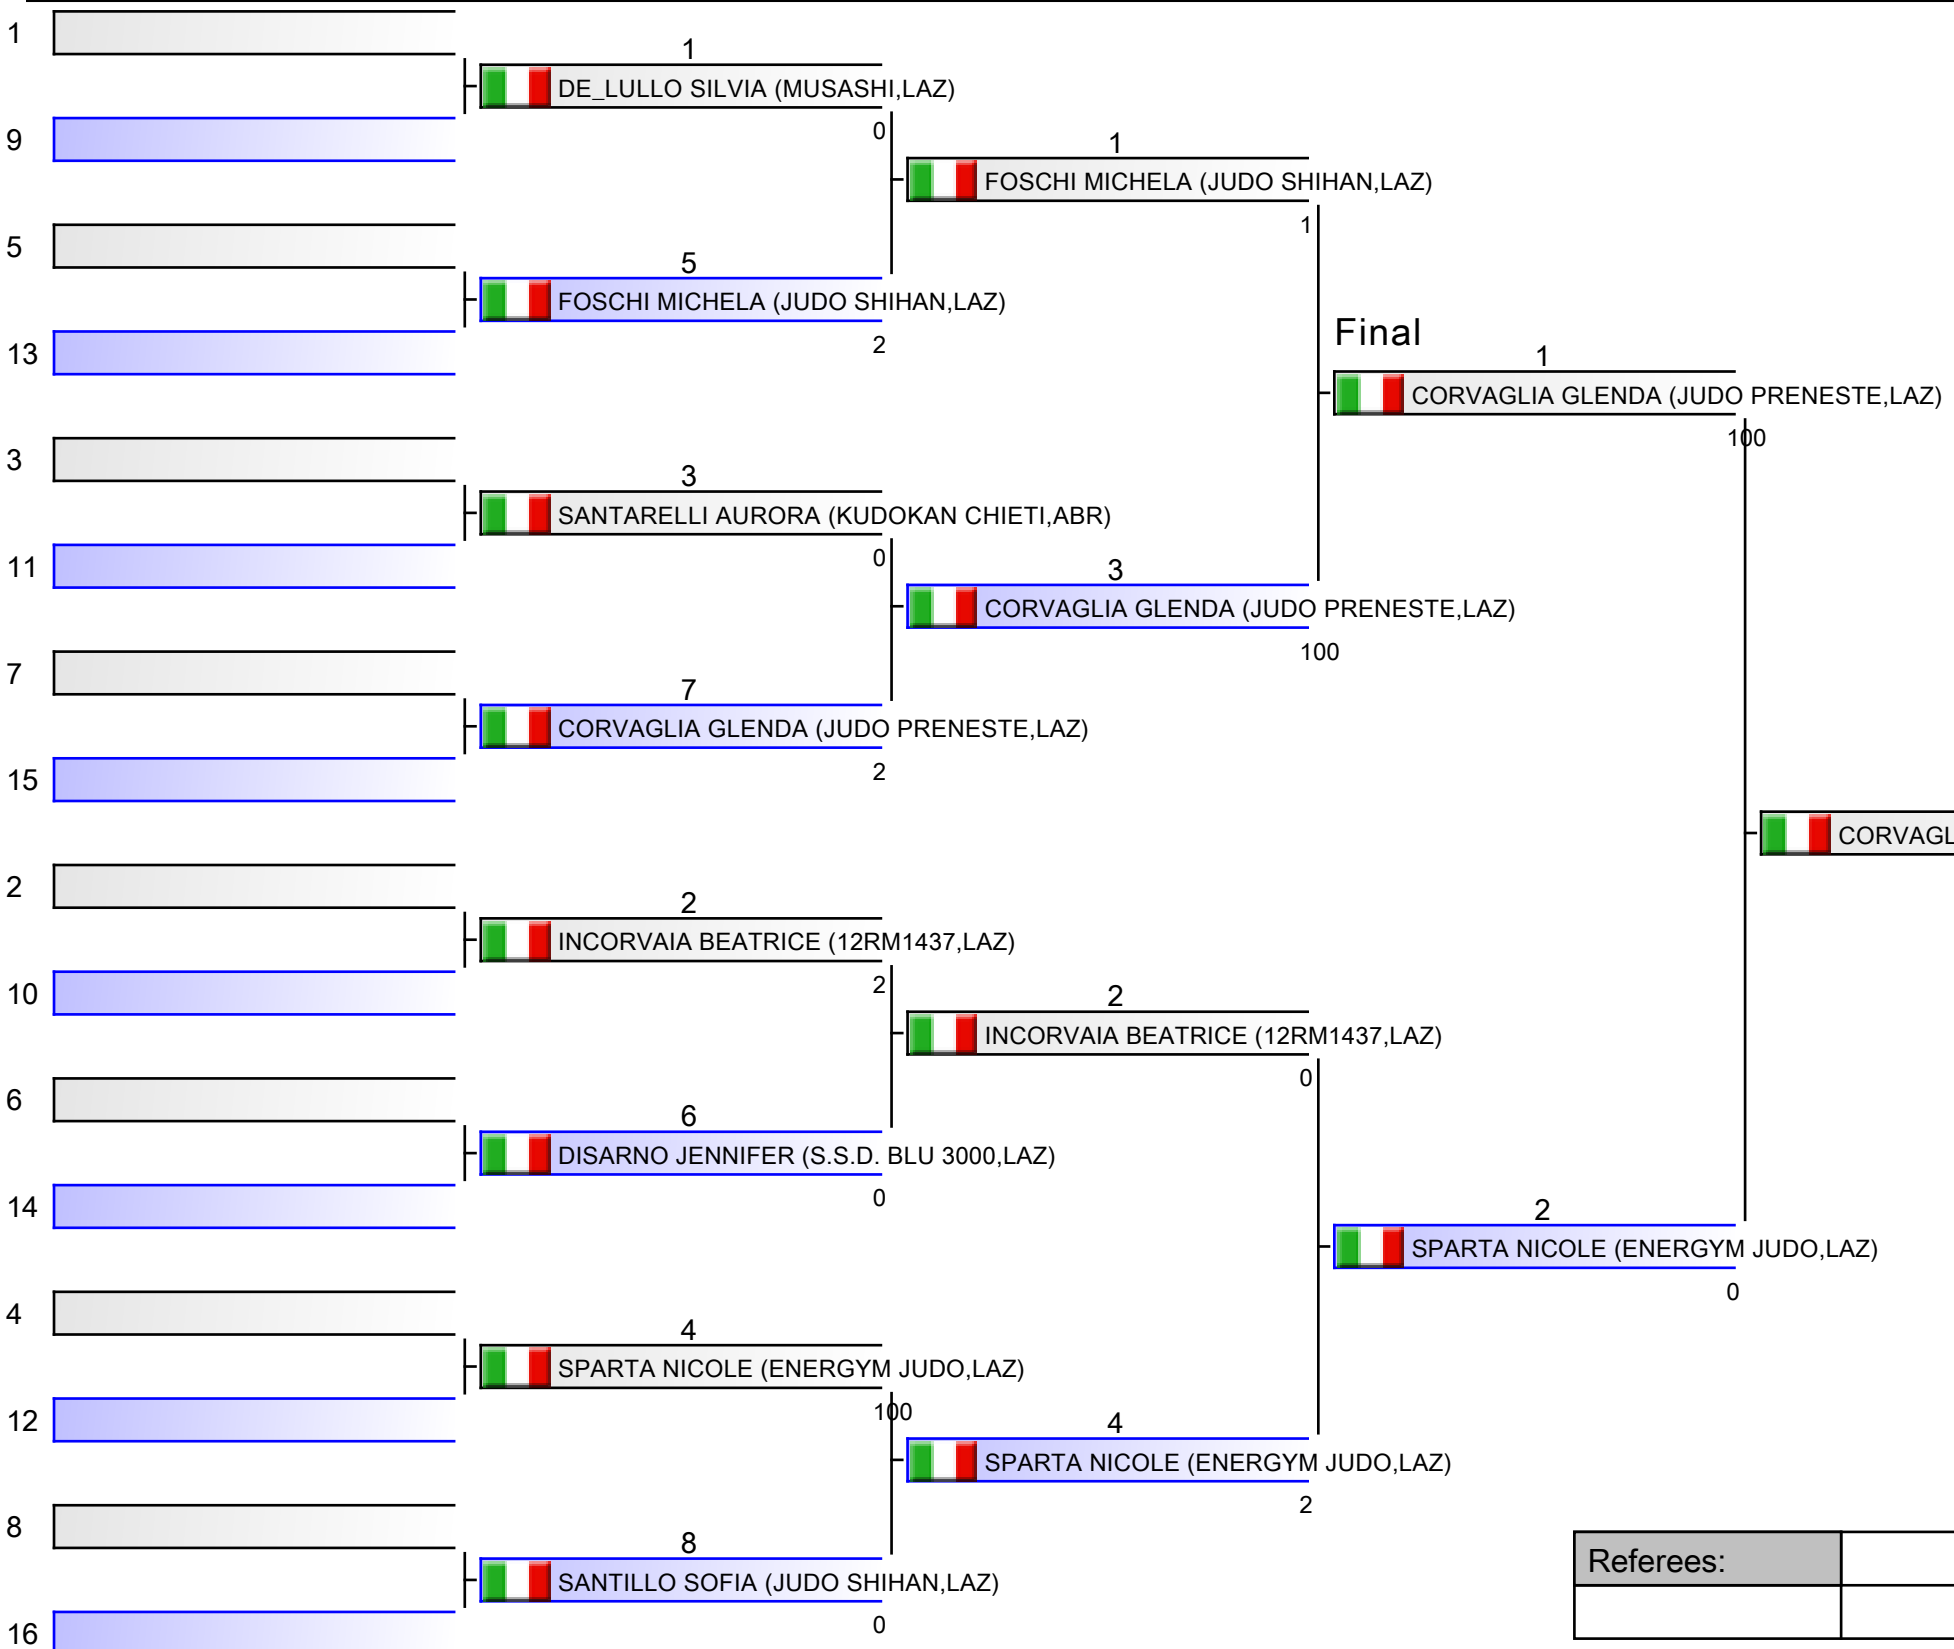 1
1
DE_LULLO SILVIA (MUSASHI,LAZ)
0
9
1
FOSCHI MICHELA (JUDO SHIHAN,LAZ)
1
5
5
FOSCHI MICHELA (JUDO SHIHAN,LAZ)
2
13
Final
1
CORVAGLIA GLENDA (JUDO PRENESTE,LAZ)
100
3
3
SANTARELLI AURORA (KUDOKAN CHIETI,ABR)
0
11
3
CORVAGLIA GLENDA (JUDO PRENESTE,LAZ)
100
7
7
CORVAGLIA GLENDA (JUDO PRENESTE,LAZ)
2
15
CORVAGL
2
2
INCORVAIA BEATRICE (12RM1437,LAZ)
2
10
2
INCORVAIA BEATRICE (12RM1437,LAZ)
0
6
6
DISARNO JENNIFER (S.S.D. BLU 3000,LAZ)
0
14
2
SPARTA NICOLE (ENERGYM JUDO,LAZ)
0
4
4
SPARTA NICOLE (ENERGYM JUDO,LAZ)
100
12
4
SPARTA NICOLE (ENERGYM JUDO,LAZ)
2
8
8
SANTILLO SOFIA (JUDO SHIHAN,LAZ)
0
16
Referees: